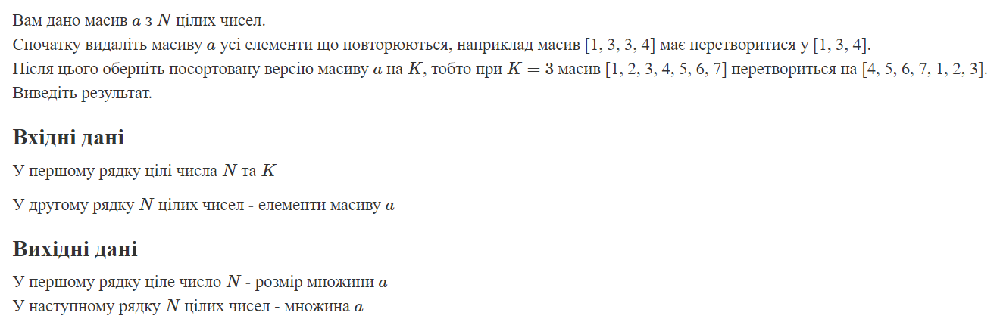 Вам дано масив a з N цілих чисел.
Спочатку видаліть масиву a усі елементи що повторюються, наприклад масив [1, 3, 3, 4] має перетворитися у [1, 3, 4].
Після цього оберніть посортовану версію масиву a на K, тобто при K = 3 масив [1, 2, 3, 4, 5, 6, 7] перетвориться на [4, 5, 6, 7, 1, 2, 3].
Виведіть результат.
Вхідні дані
У першому рядку цілі числа N та K
У другому рядку N цілих чисел - елементи масиву a
Вихідні дані
У першому рядку ціле число N - розмір множини a
У наступному рядку N цілих чисел - множина a